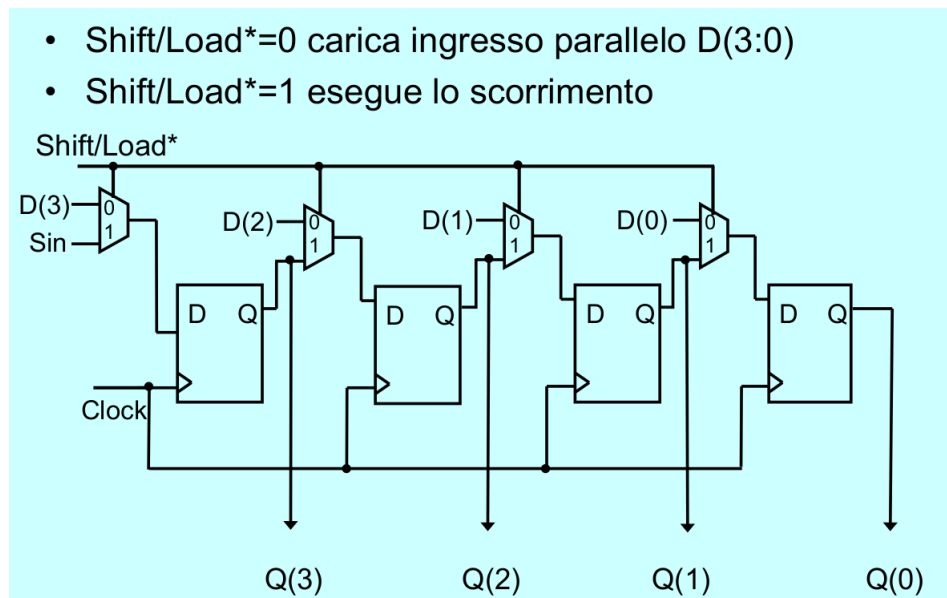 • Shift/Load*=0 carica ingresso parallelo D(3:0)
• Shift/Load*=1 esegue lo scorrimento
Shift/Load*
D(3) 0
Sin 1
D(2) 0
1
D(1) 0
1
D(0) 0
1
D Q
D Q
D Q
D Q
Clock
Q(3) Q(2) Q(1) Q(0)